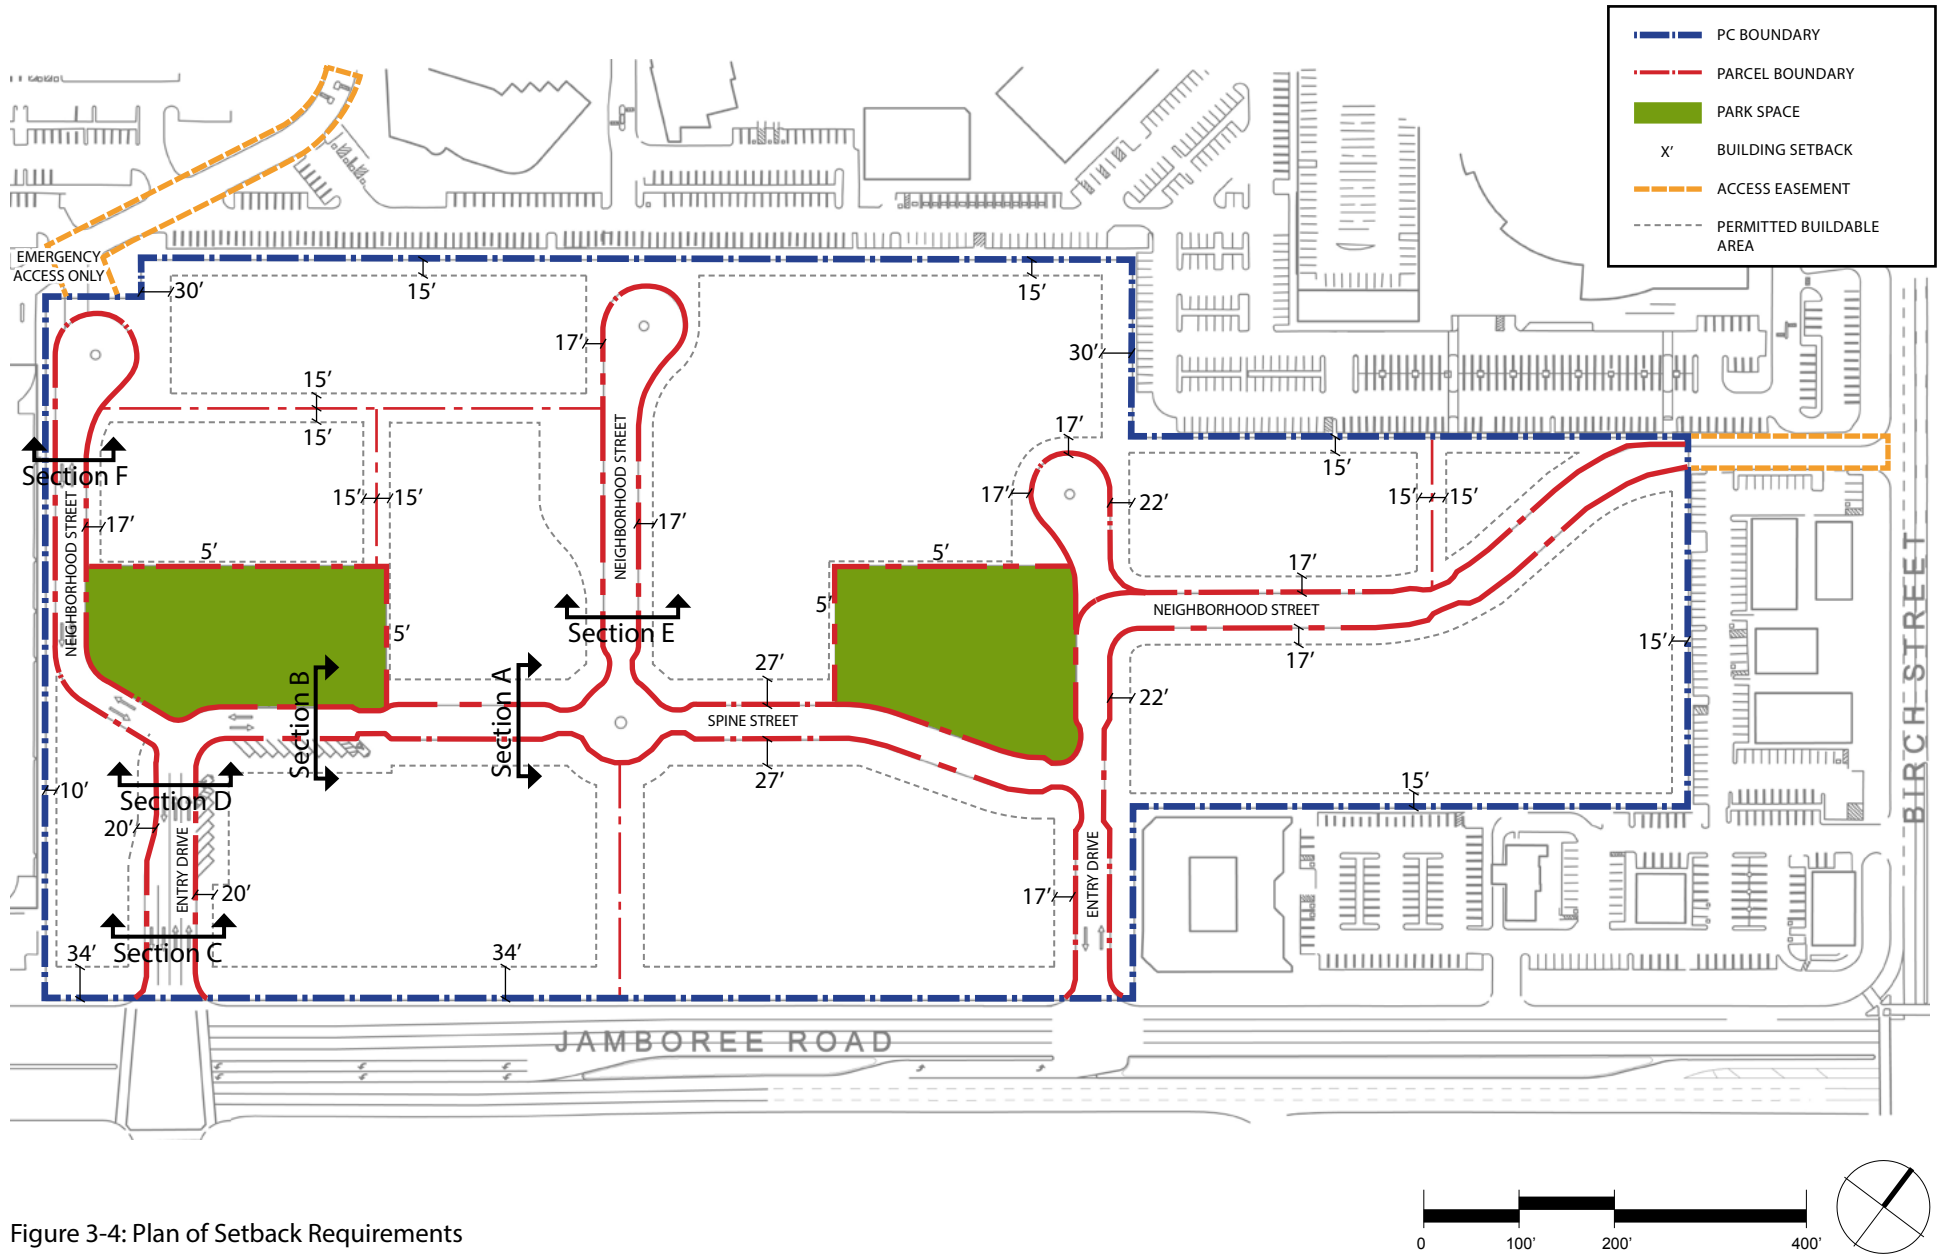 PC BOUNDARY
PARCEL BOUNDARY
PARK SPACE
X' BUILDING SETBACK
ACCESS EASEMENT
PERMITTED BUILDABLE
AREA
EMERGENCY
ACCESS ONLY
30'
15'
15'
17'
30'
15'
15'
17'
15'
Section F
NEIGHBORHOOD STREET
17'
15' 15'
NEIGHBORHOOD STREET
17'
17'
22'
15' 15'
5'
5'
17'
5'
5'
NEIGHBORHOOD STREET
Section E
17'
15'
27'
Section B
Section A
SPINE STREET
22'
27'
15'
10'
Section D
20'
ENTRY DRIVE
20'
17'
ENTRY DRIVE
Section C
34'
34'
BIRCH STREET
JAMBOREE ROAD
0 100' 200' 400'
Figure 3-4: Plan of Setback Requirements